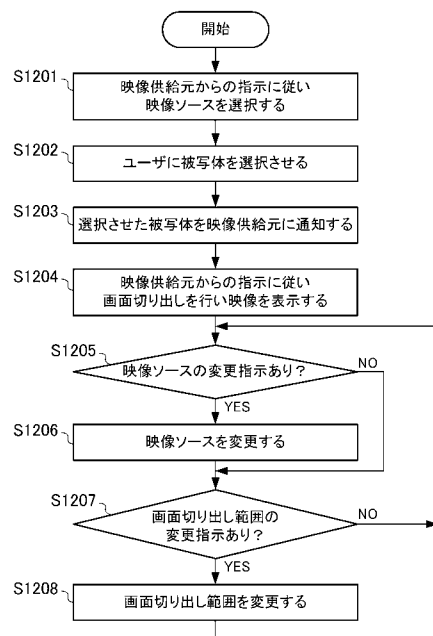 開始
S1201
映像供給元からの指示に従い
映像ソースを選択する
S1202
ユーザに被写体を選択させる
S1203
選択させた被写体を映像供給元に通知する
S1204
映像供給元からの指示に従い
画面切り出しを行い映像を表示する
S1205
映像ソースの変更指示あり?
NO
YES
S1206
映像ソースを変更する
S1207
画面切り出し範囲の
変更指示あり?
NO
YES
S1208
画面切り出し範囲を変更する